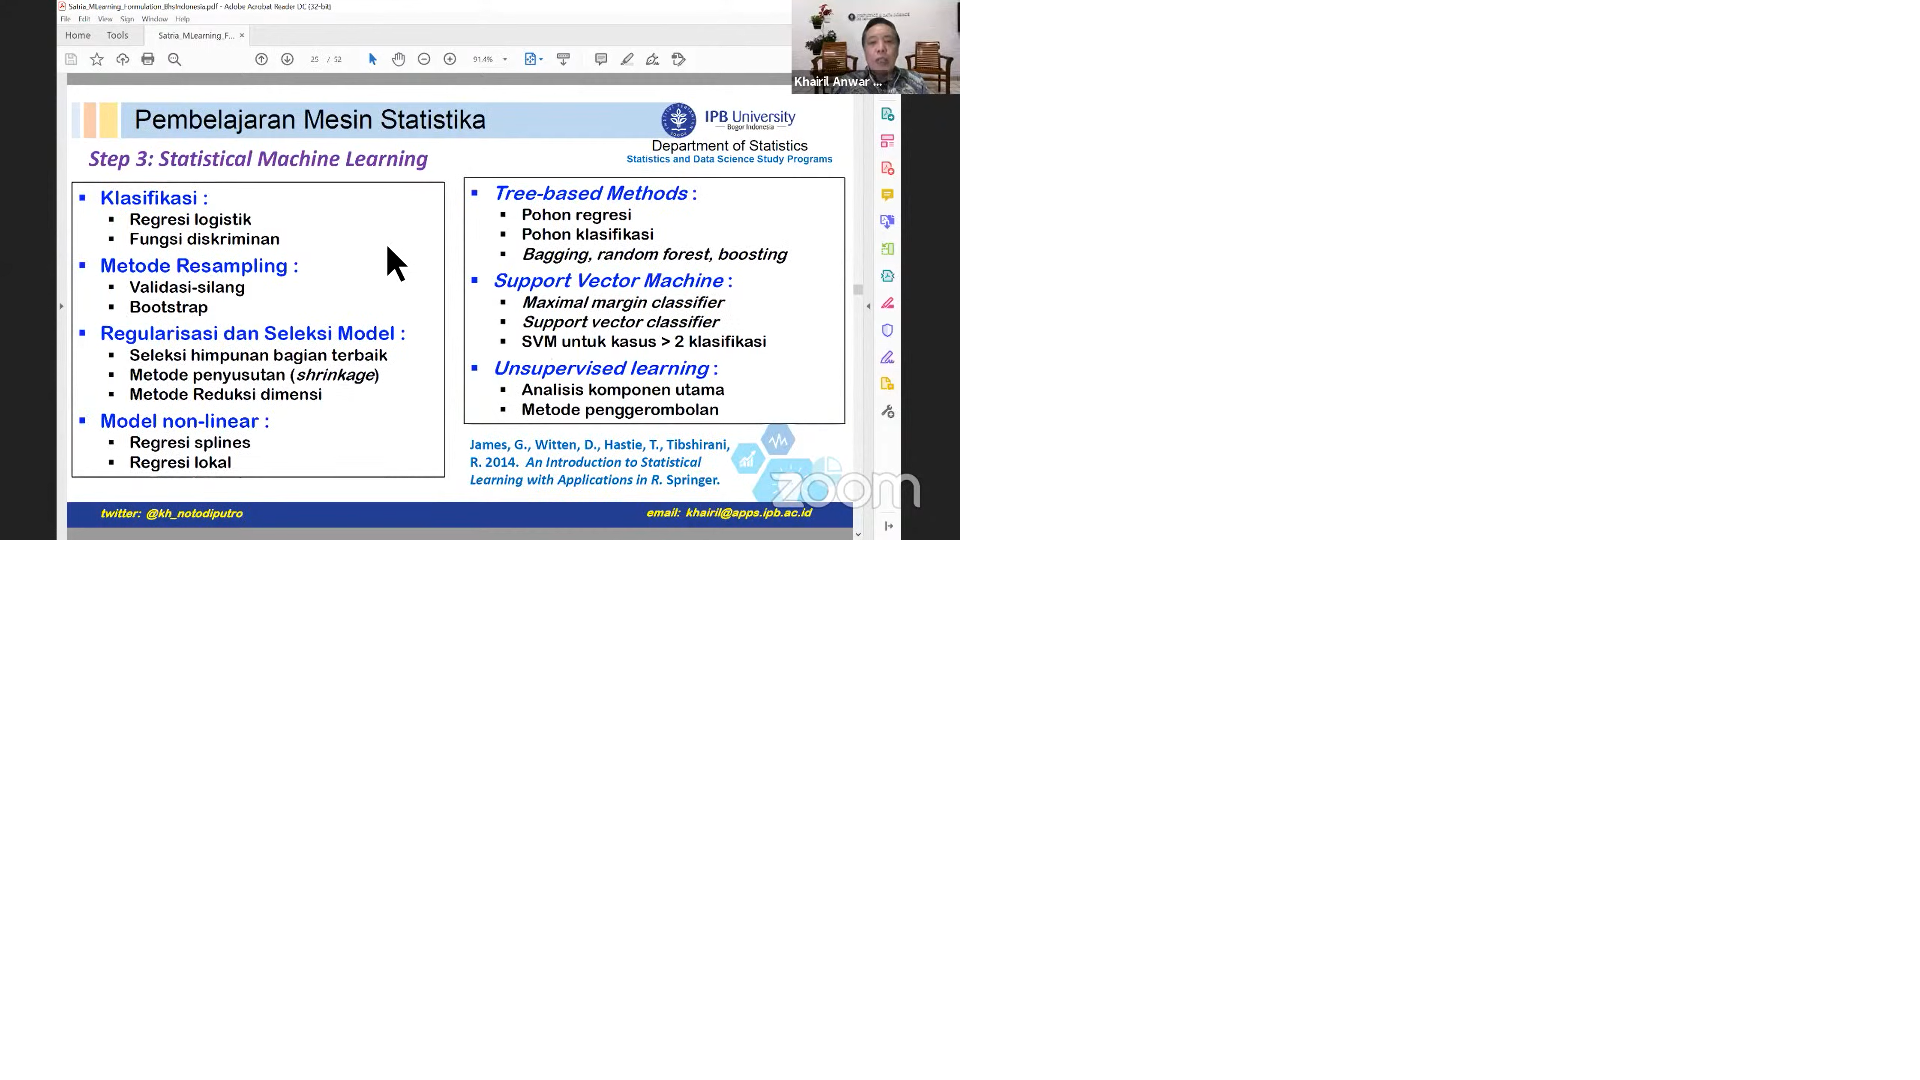 Satria_MLearning_Formulation_BhsIndonesia.pdf - Adobe Acrobat Reader DC (32-bit)
File Edit View Sign Window Help
Home Tools Satria_MLearning_F... ×
25 / 52 91.4%
Khairil Anwar ...
Pembelajaran Mesin Statistika
IPB University
Bogor Indonesia
Department of Statistics
Statistics and Data Science Study Programs
Step 3: Statistical Machine Learning
Klasifikasi :
Regresi logistik
Fungsi diskriminan
Metode Resampling :
Validasi-silang
Bootstrap
Regularisasi dan Seleksi Model :
Seleksi himpunan bagian terbaik
Metode penyusutan (shrinkage)
Metode Reduksi dimensi
Model non-linear :
Regresi splines
Regresi lokal
Tree-based Methods :
Pohon regresi
Pohon klasifikasi
Bagging, random forest, boosting
Support Vector Machine :
Maximal margin classifier
Support vector classifier
SVM untuk kasus > 2 klasifikasi
Unsupervised learning :
Analisis komponen utama
Metode penggerombolan
James, G., Witten, D., Hastie, T., Tibshirani,
R. 2014. An Introduction to Statistical
Learning with Applications in R. Springer.
zoom
twitter: @kh_notodiputro
email: khairil@apps.ipb.ac.id